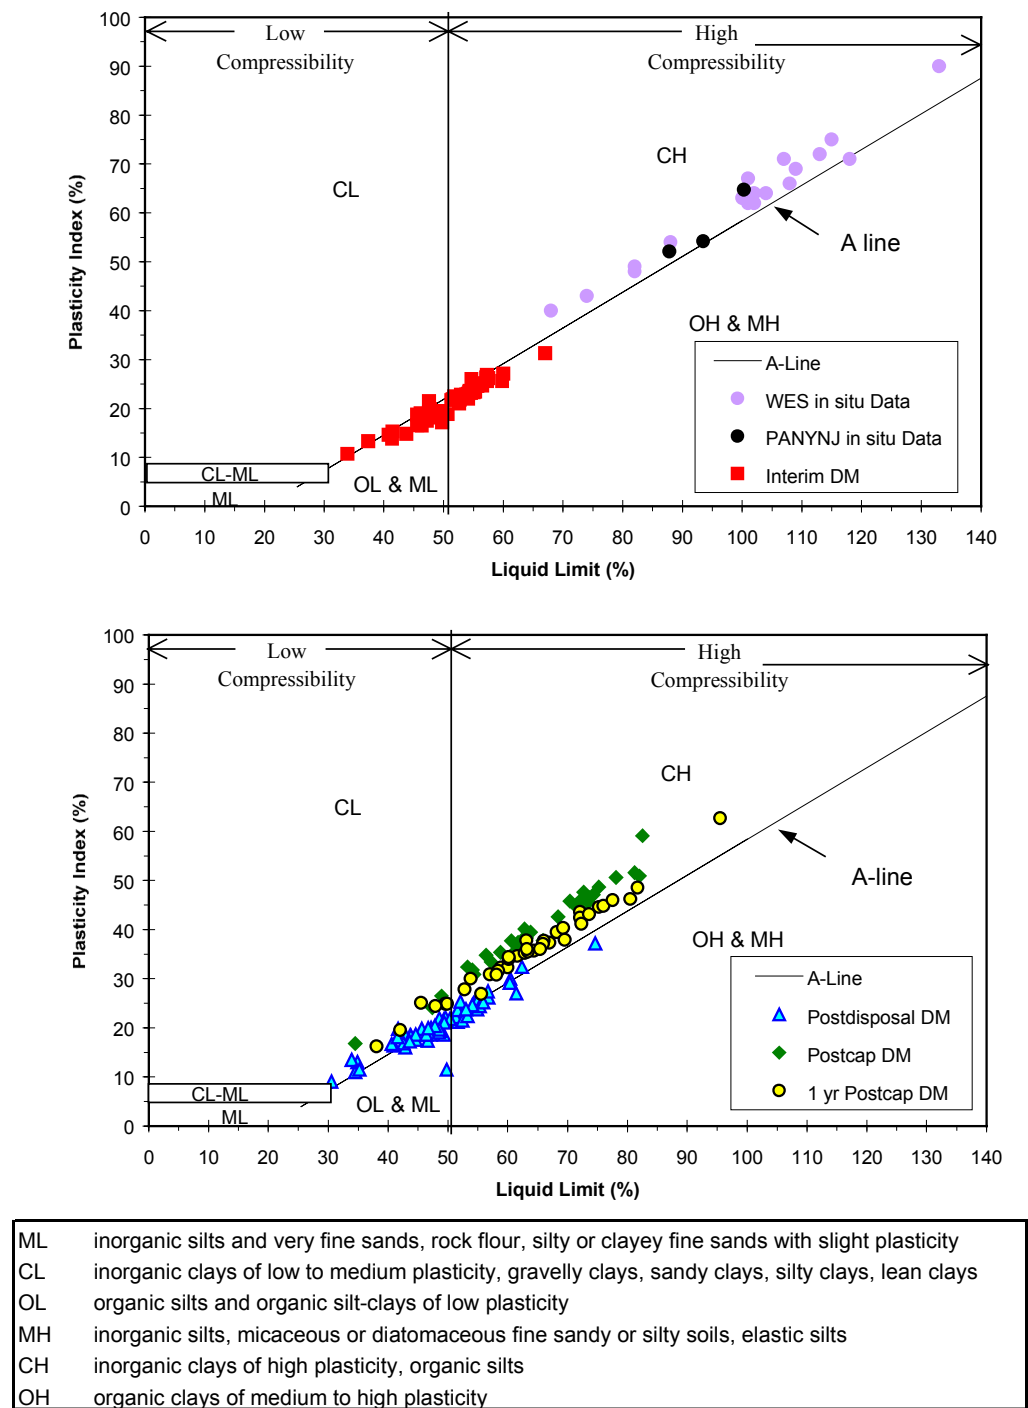 100
90
80
70
60
50
40
30
20
10
0
Plasticity Index (%)
Low
Compressibility
High
Compressibility
CL
CH
A line
OH & MH
A-Line
WES in situ Data
PANYNJ in situ Data
Interim DM
CL-ML
ML
OL & ML
0 10 20 30 40 50 60 70 80 90 100 110 120 130 140
Liquid Limit (%)
100
90
80
70
60
50
40
30
20
10
0
Plasticity Index (%)
Low
Compressibility
High
Compressibility
CL
CH
A-line
OH & MH
A-Line
Postdisposal DM
Postcap DM
1 yr Postcap DM
CL-ML
ML
OL & ML
0 10 20 30 40 50 60 70 80 90 100 110 120 130 140
Liquid Limit (%)
ML inorganic silts and very fine sands, rock flour, silty or clayey fine sands with slight plasticity
CL inorganic clays of low to medium plasticity, gravelly clays, sandy clays, silty clays, lean clays
OL organic silts and organic silt-clays of low plasticity
MH inorganic silts, micaceous or diatomaceous fine sandy or silty soils, elastic silts
CH inorganic clays of high plasticity, organic silts
OH organic clays of medium to high plasticity